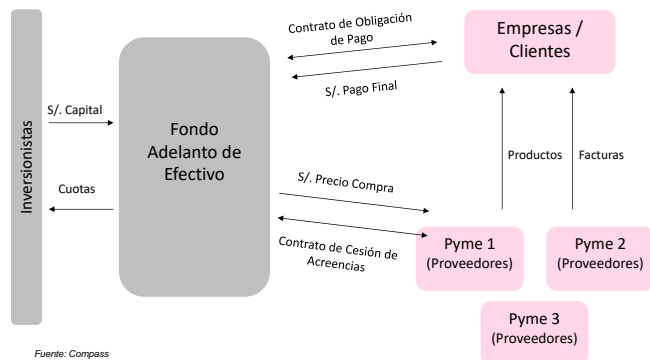 Contrato de Obligación
de Pago
Empresas /
Clientes
S/. Pago Final
S/. Capital
Inversionistas
Fondo
Adelanto de
Efectivo
Productos
Facturas
Cuotas
S/. Precio Compra
Contrato de Cesión de
Acreencias
Pyme 1
(Proveedores)
Pyme 2
(Proveedores)
Pyme 3
(Proveedores)
Fuente: Compass